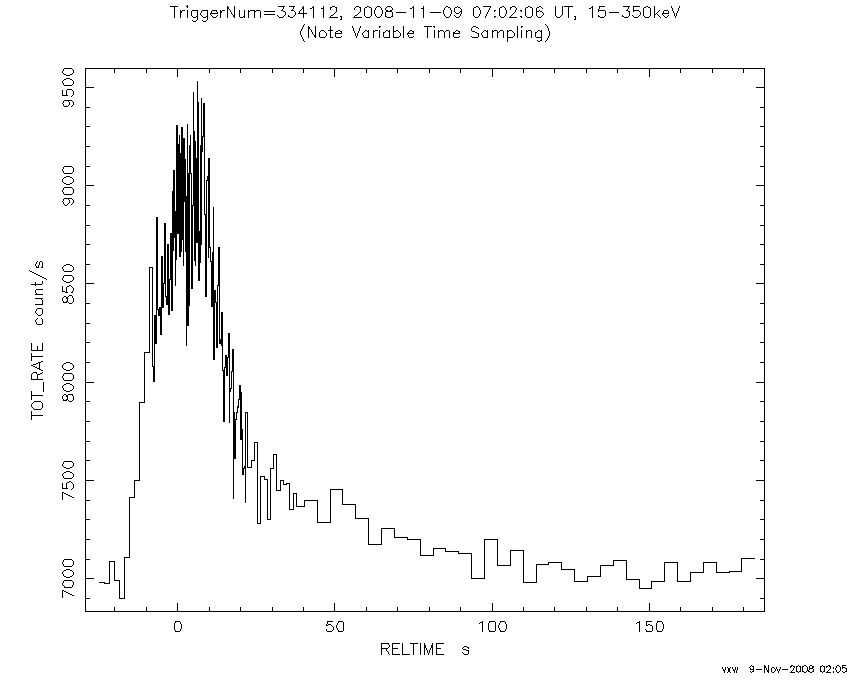 TriggerNum=334112, 2008-11-09 07:02:06 UT, 15-350keV
(Note Variable Time Sampling)
9500
9000
8500
8000
7500
7000
TOT_RATE count/s
0 50 100 150
RELTIME s
vxw 9-Nov-2008 02:05